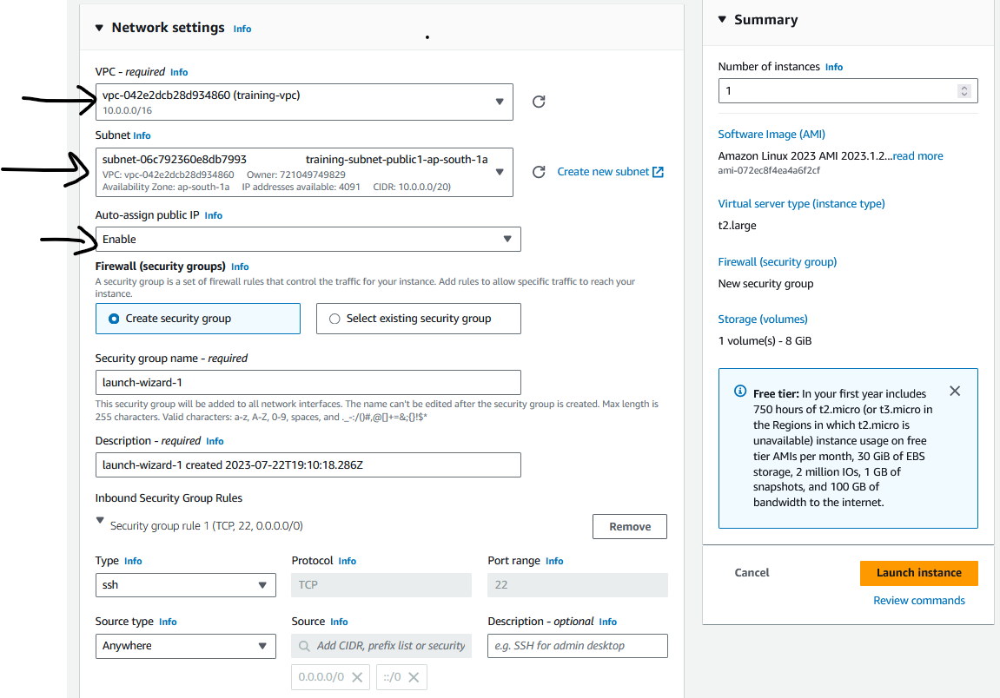 Network settings Info
VPC - required Info
vpc-042e2dcb28d934860 (training-vpc)
10.0.0.0/16
Subnet Info
subnet-06c792360e8db7993 training-subnet-public1-ap-south-1a
VPC: vpc-042e2dcb28d934860 Owner: 721049749829
Availability Zone: ap-south-1a IP addresses available: 4091 CIDR: 10.0.0.0/20)
Create new subnet
Auto-assign public IP Info
Enable
Firewall (security groups) Info
A security group is a set of firewall rules that control the traffic for your instance. Add rules to allow specific traffic to reach your
instance.
Create security group
Select existing security group
Security group name - required
launch-wizard-1
This security group will be added to all network interfaces. The name can't be edited after the security group is created. Max length is
255 characters. Valid characters: a-z, A-Z, 0-9, spaces, and ._-:/()#,@[]+=&;{}!$*
Description - required Info
launch-wizard-1 created 2023-07-22T19:10:18.286Z
Inbound Security Group Rules
Security group rule 1 (TCP, 22, 0.0.0.0/0)
Remove
Type Info
Protocol Info
Port range Info
ssh
TCP
22
Source type Info
Source Info
Description - optional Info
Anywhere
Add CIDR, prefix list or security
e.g. SSH for admin desktop
0.0.0.0/0
::/0
Summary
Number of instances Info
1
Software Image (AMI)
Amazon Linux 2023 AMI 2023.1.2...read more
ami-072ec8f4ea4a6f2cf
Virtual server type (instance type)
t2.large
Firewall (security group)
New security group
Storage (volumes)
1 volume(s) - 8 GiB
Free tier: In your first year includes
750 hours of t2.micro (or t3.micro in
the Regions in which t2.micro is
unavailable) instance usage on free
tier AMIs per month, 30 GiB of EBS
storage, 2 million IOs, 1 GB of
snapshots, and 100 GB of
bandwidth to the internet.
Cancel
Launch instance
Review commands